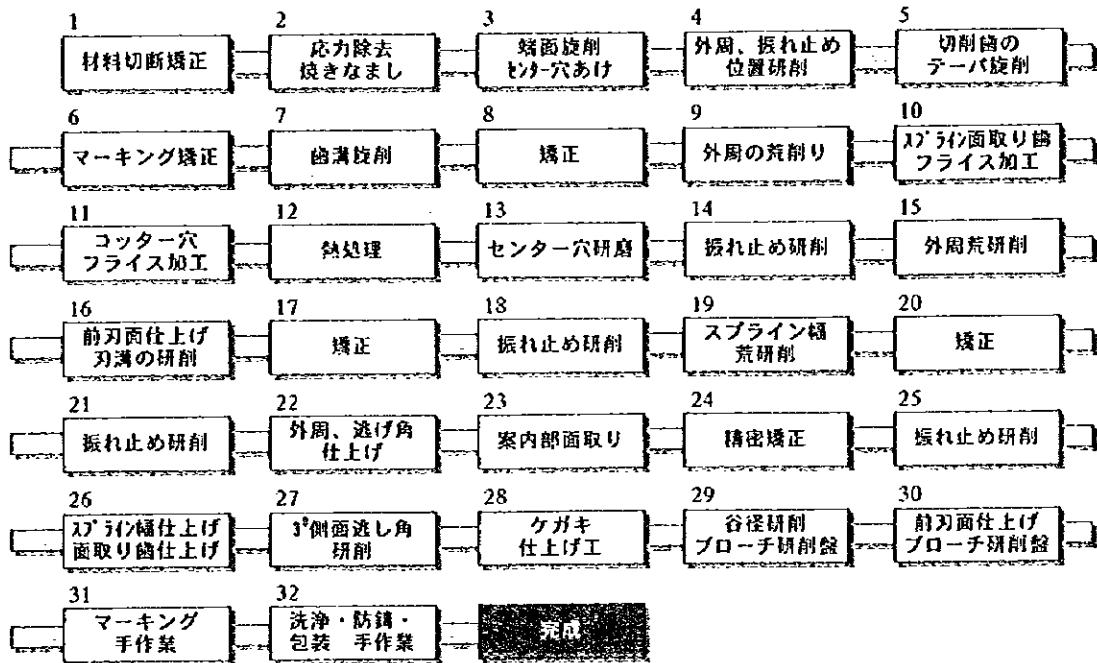 1
材料切断矯正
2
応力除去
焼きなまし
3
端面旋削
センター穴あけ
4
外周、振れ止め
位置研削
5
切削歯の
テーパ旋削
6
マーキング矯正
7
歯溝旋削
8
矯正
9
外周の荒削り
10
スプライン面取り歯
フライス加工
11
コッター穴
フライス加工
12
熱処理
13
センター穴研磨
14
振れ止め研削
15
外周荒研削
16
前刃面仕上げ
刃溝の研削
17
矯正
18
振れ止め研削
19
スプライン幅
荒研削
20
矯正
21
振れ止め研削
22
外周、逃げ角
仕上げ
23
案内部面取り
24
精密矯正
25
振れ止め研削
26
スプライン幅仕上げ
面取り歯仕上げ
27
3°側面逃し角
研削
28
ケガキ
仕上げ工
29
谷径研削
ブローチ研削盤
30
前刃面仕上げ
ブローチ研削盤
31
マーキング
手作業
32
洗浄・防錆・
包装 手作業
完成